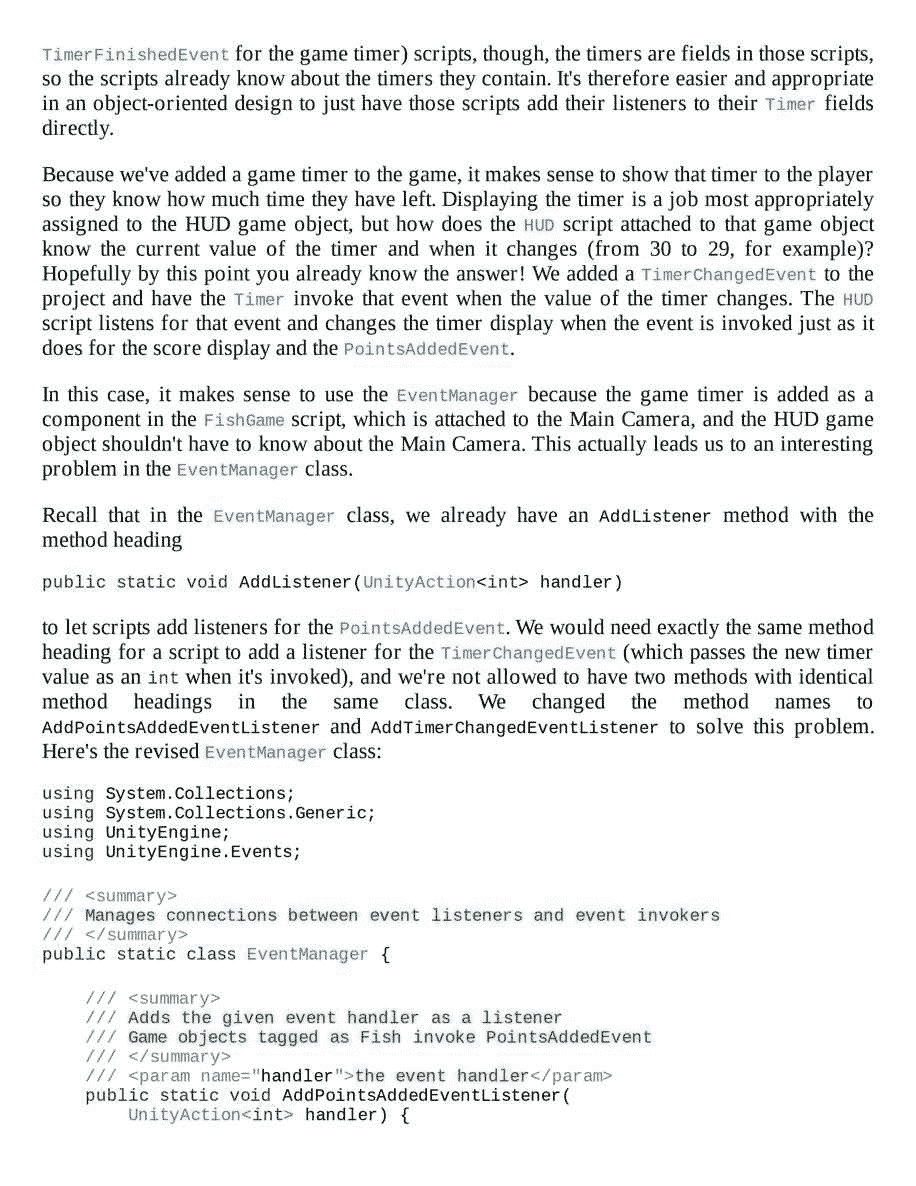 TimerFinishedEvent for the game timer) scripts, though, the timers are fields in those scripts,
so the scripts already know about the timers they contain. It's therefore easier and appropriate
in an object-oriented design to just have those scripts add their listeners to their Timer fields
directly.
Because we've added a game timer to the game, it makes sense to show that timer to the player
so they know how much time they have left. Displaying the timer is a job most appropriately
assigned to the HUD game object, but how does the HUD script attached to that game object
know the current value of the timer and when it changes (from 30 to 29, for example)?
Hopefully by this point you already know the answer! We added a TimerChangedEvent to the
project and have the Timer invoke that event when the value of the timer changes. The HUD
script listens for that event and changes the timer display when the event is invoked just as it
does for the score display and the PointsAddedEvent.
In this case, it makes sense to use the EventManager because the game timer is added as a
component in the FishGame script, which is attached to the Main Camera, and the HUD game
object shouldn't have to know about the Main Camera. This actually leads us to an interesting
problem in the EventManager class.
Recall that in the EventManager class, we already have an AddListener method with the
method heading
public static void AddListener(UnityAction<int> handler)
to let scripts add listeners for the PointsAddedEvent. We would need exactly the same method
heading for a script to add a listener for the TimerChangedEvent (which passes the new timer
value as an int when it's invoked), and we're not allowed to have two methods with identical
method headings in the same class. We changed the method names to
AddPointsAddedEventListener and AddTimerChangedEventListener to solve this problem.
Here's the revised EventManager class:
using System.Collections;
using System.Collections.Generic;
using UnityEngine;
using UnityEngine.Events;
/// <summary>
/// Manages connections between event listeners and event invokers
/// </summary>
public static class EventManager {
/// <summary>
/// Adds the given event handler as a listener
/// Game objects tagged as Fish invoke PointsAddedEvent
/// </summary>
/// <param name="handler">the event handler</param>
public static void AddPointsAddedEventListener(
UnityAction<int> handler) {